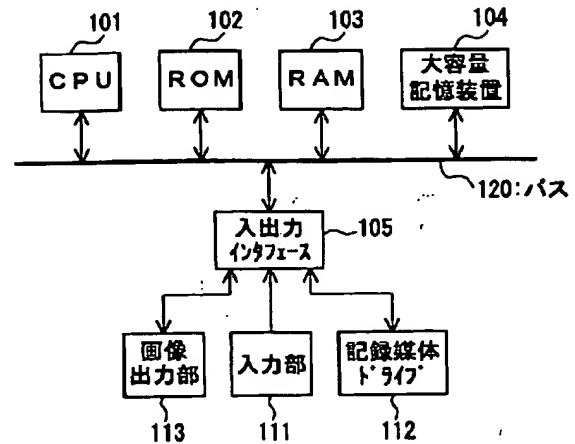 101
CPU
102
ROM
103
RAM
104
大容量
記憶装置
120:バス
入出力
ｲﾝﾀﾌｪｰｽ
105
画像
出力部
113
入力部
111
記録媒体
ﾄﾞﾗｲﾌﾞ
112